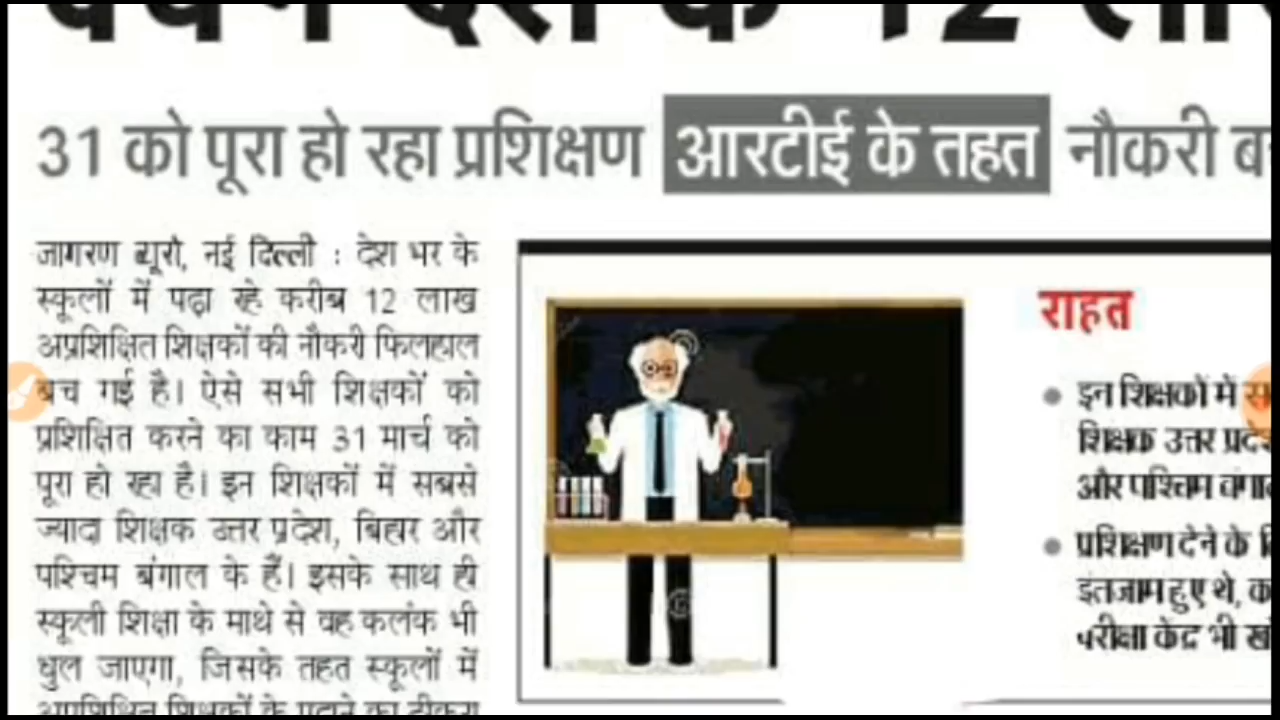 31 को पूरा हो रहा प्रशिक्षण आरटीई के तहत नौकरी
जागरण ब्यूरो, नई दिल्ली : देश भर के
स्कूलों में पढ़ा रहे करीब 12 लाख
अप्रशिक्षित शिक्षकों की नौकरी फिलहाल
बच गई है। ऐसे सभी शिक्षकों को
प्रशिक्षित करने का काम 31 मार्च को
पूरा हो रहा है। इन शिक्षकों में सबसे
ज्यादा शिक्षक उत्तर प्रदेश, बिहार और
पश्चिम बंगाल के हैं। इसके साथ ही
स्कूली शिक्षा के माथे से वह कलंक भी
धुल जाएगा, जिसके तहत स्कूलों में
राहत
इन शिक्षकों में
शिक्षक उत्तर
और पश्चिम
प्रशिक्षण देने के
इंतजाम हुए थे,
परीक्षा केंद्र भी